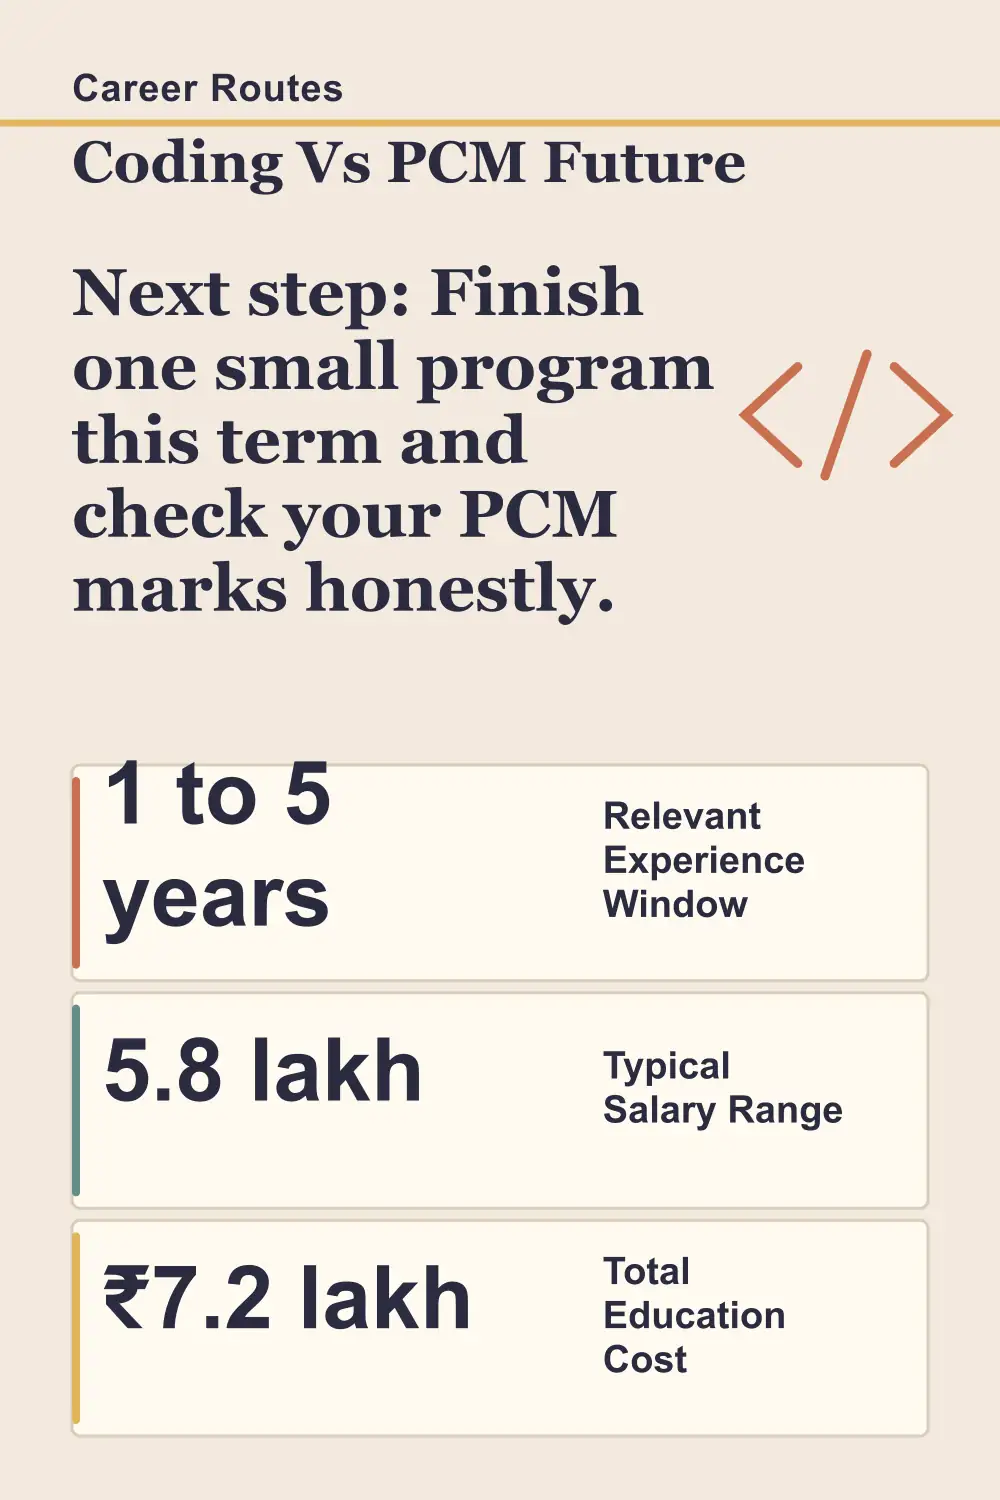 Career Routes
Coding Vs PCM Future
Next step: Finish
one small program
this term and
check your PCM
marks honestly.
1 to 5
years
Relevant
Experience
Window
5.8 lakh
Typical
Salary Range
₹7.2 lakh
Total
Education
Cost